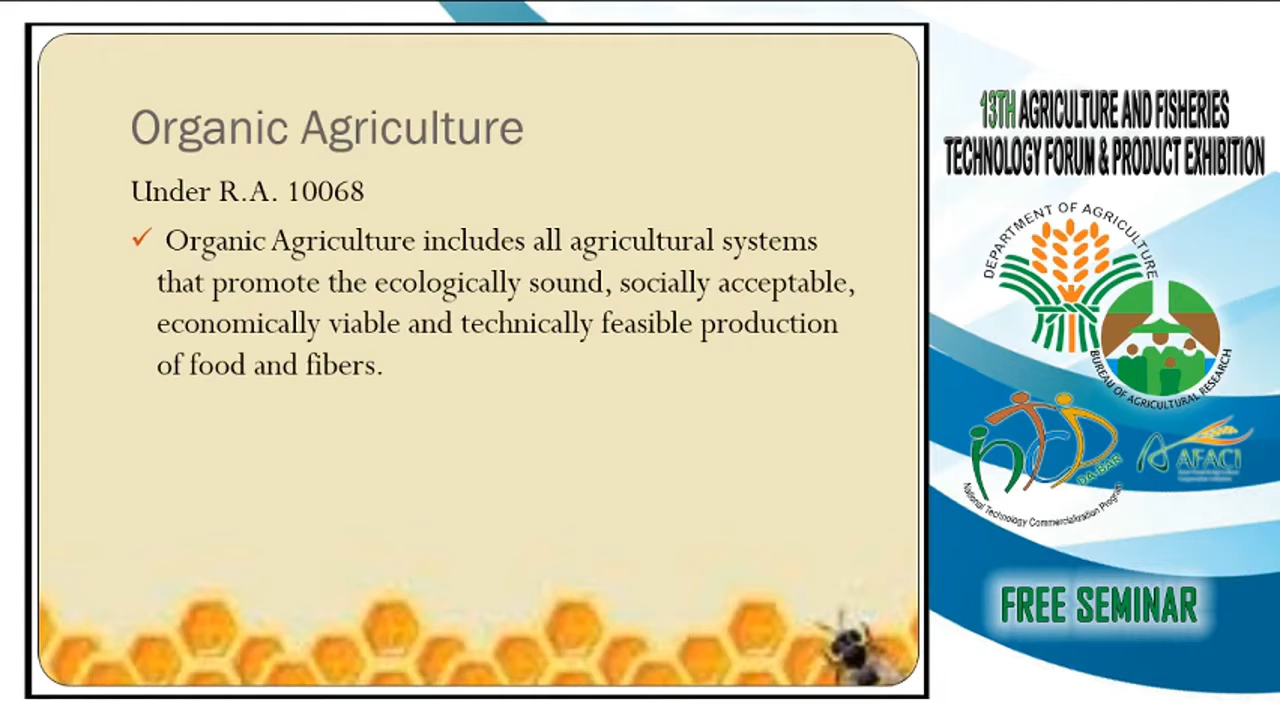 Organic Agriculture
Under R.A. 10068
Organic Agriculture includes all agricultural systems
that promote the ecologically sound, socially acceptable,
economically viable and technically feasible production
of food and fibers.
13TH AGRICULTURE AND FISHERIES
TECHNOLOGY FORUM & PRODUCT EXHIBITION
DEPARTMENT OF AGRICULTURE
BUREAU OF AGRICULTURAL RESEARCH
ntcp
DA-BAR
National Technology Commercialization Program
AFACI
FREE SEMINAR